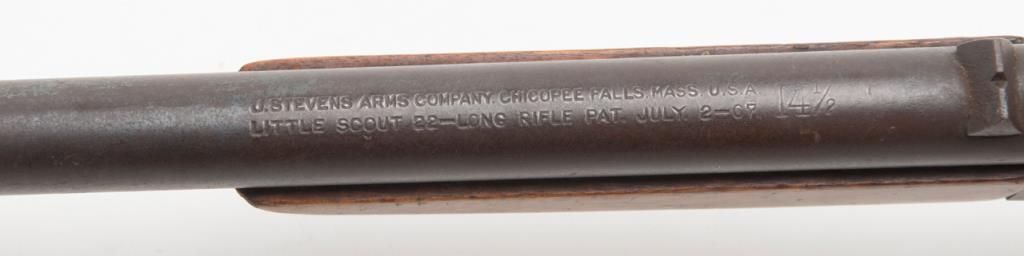 J. STEVENS ARMS COMPANY, CHICOPEE FALLS, MASS. U.S.A.
LITTLE SCOUT 22-LONG RIFLE PAT. JULY. 2-07.
14½